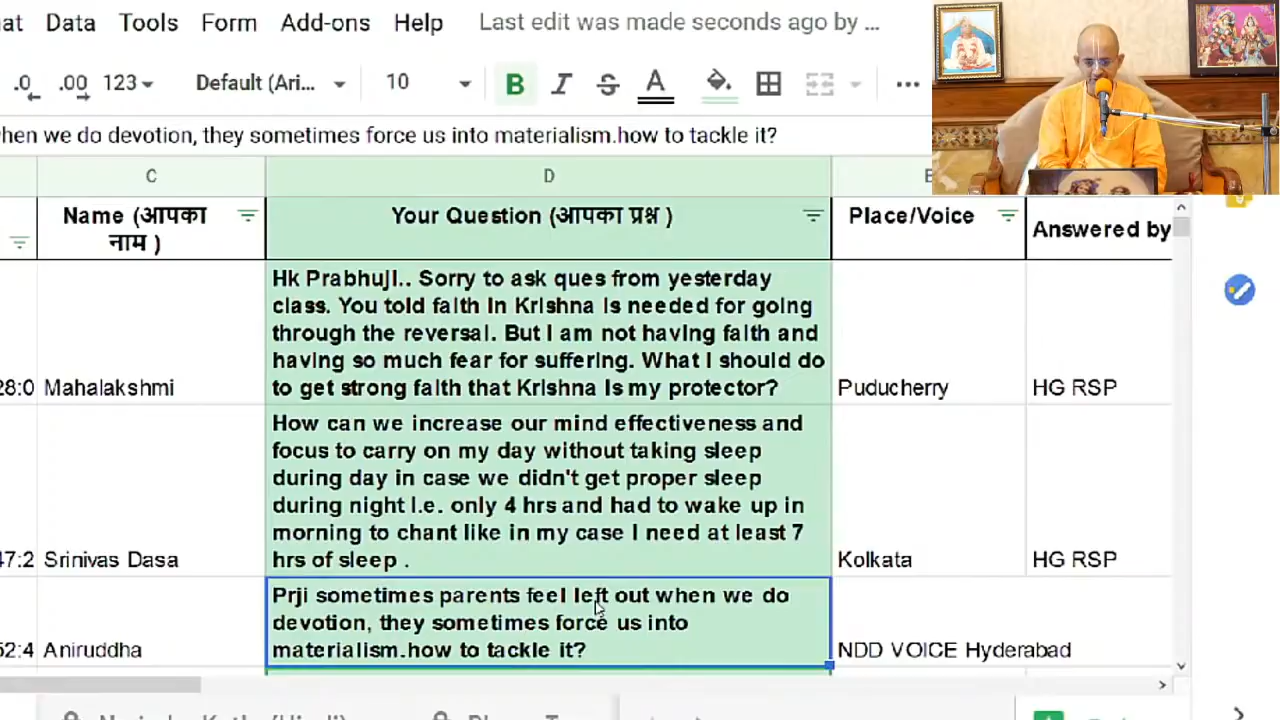 Data Tools Form Add-ons Help Last edit was made seconds ago by ...
.0 .00 123 Default (Ari... 10 B I S A
when we do devotion, they sometimes force us into materialism.how to tackle it?
C D
Name (आपका
नाम )
Your Question (आपका प्रश्न )
Place/Voice
Answered by
Hk Prabhuji.. Sorry to ask ques from yesterday
class. You told faith in Krishna is needed for going
through the reversal. But I am not having faith and
having so much fear for suffering. What I should do
to get strong faith that Krishna is my protector?
28:0 Mahalakshmi
Puducherry
HG RSP
How can we increase our mind effectiveness and
focus to carry on my day without taking sleep
during day in case we didn't get proper sleep
during night i.e. only 4 hrs and had to wake up in
morning to chant like in my case I need at least 7
hrs of sleep .
47:2 Srinivas Dasa
Kolkata
HG RSP
Prji sometimes parents feel left out when we do
devotion, they sometimes force us into
materialism.how to tackle it?
52:4 Aniruddha
NDD VOICE Hyderabad